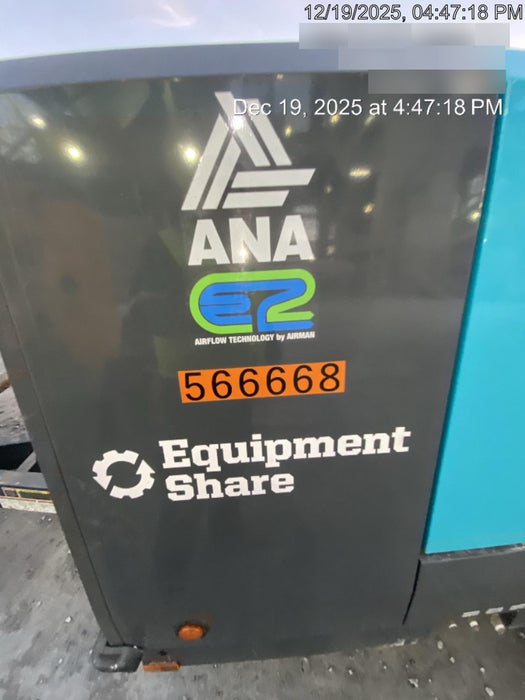 12/19/2025, 04:47:18 PM
Dec 19, 2025 at 4:47:18 PM
ANA
EZ
AIRFLOW TECHNOLOGY by AIRMAN
566668
Equipment
Share